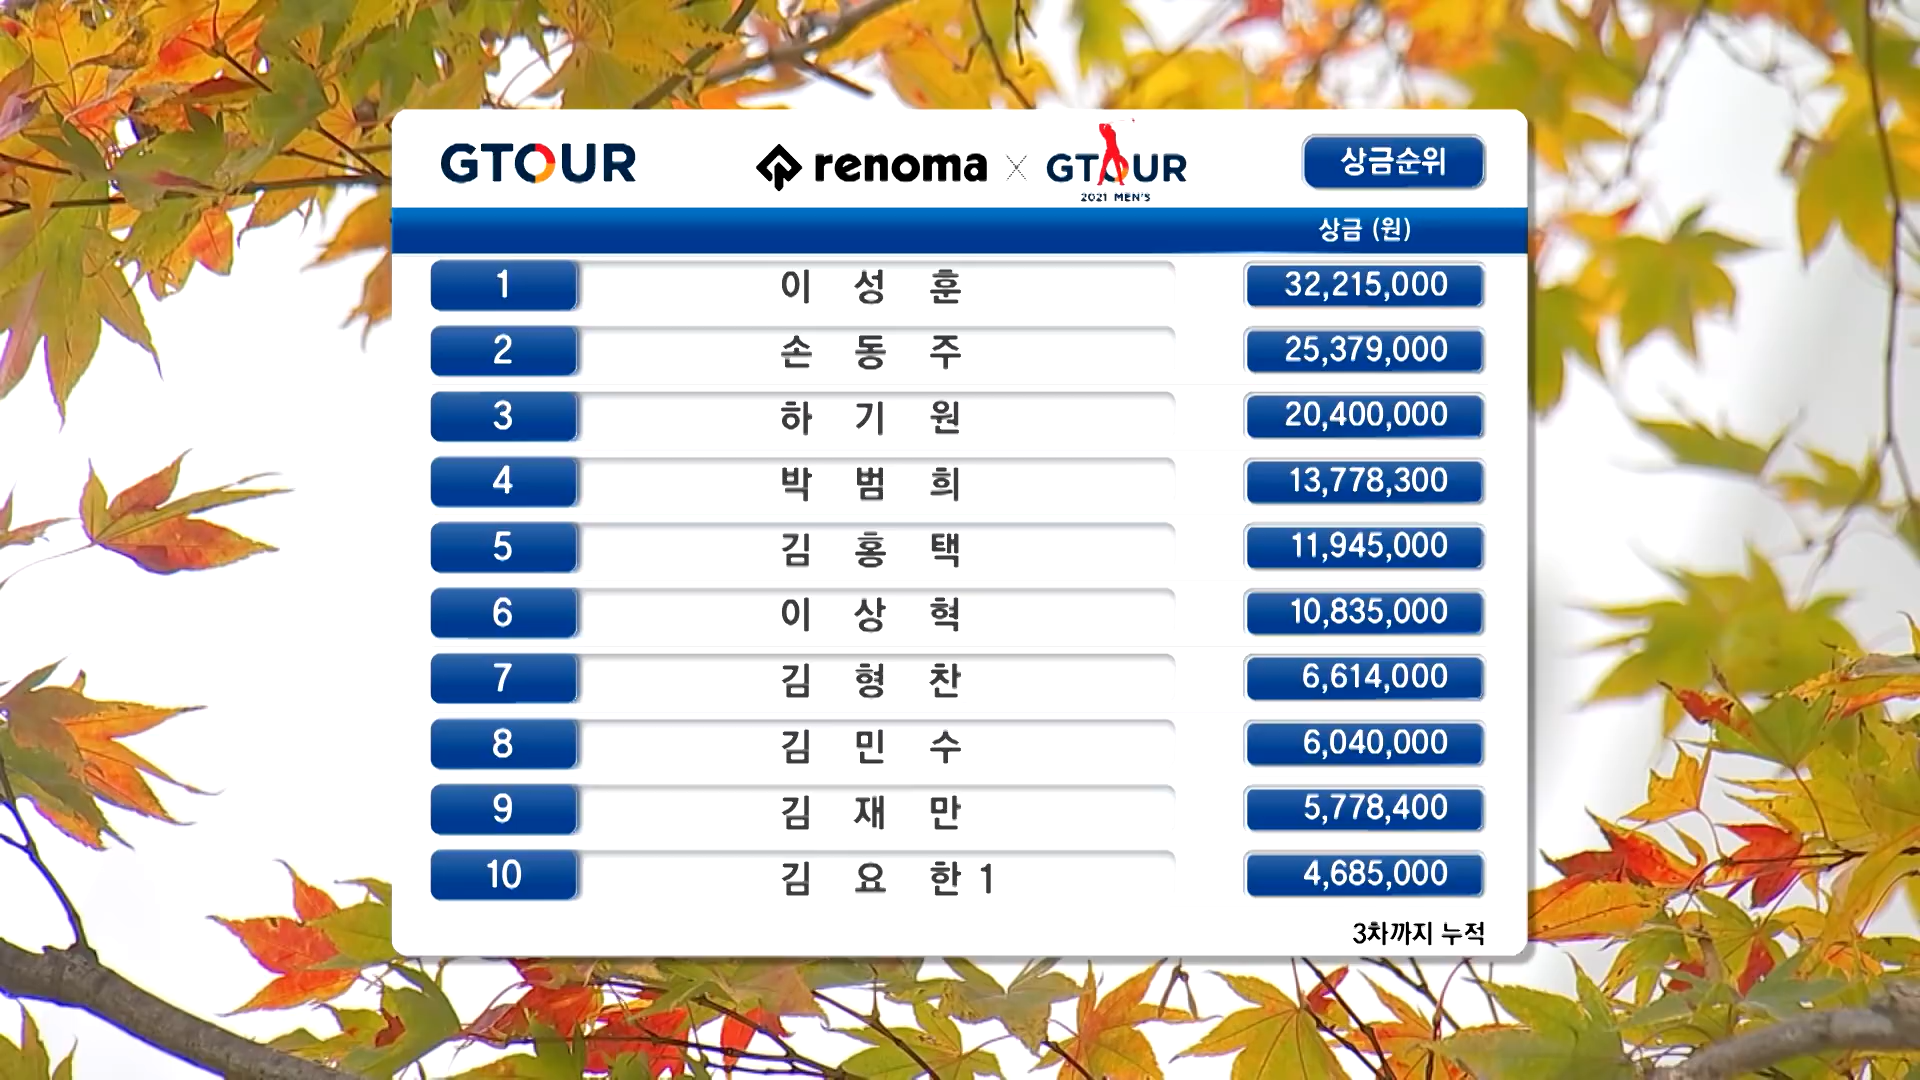 GTOUR renoma X GTOUR 2021 MEN'S 상금순위
상금 (원)
1 이 성 훈 32,215,000
2 손 동 주 25,379,000
3 하 기 원 20,400,000
4 박 범 희 13,778,300
5 김 홍 택 11,945,000
6 이 상 혁 10,835,000
7 김 형 찬 6,614,000
8 김 민 수 6,040,000
9 김 재 만 5,778,400
10 김 요 한 1 4,685,000
3차까지 누적